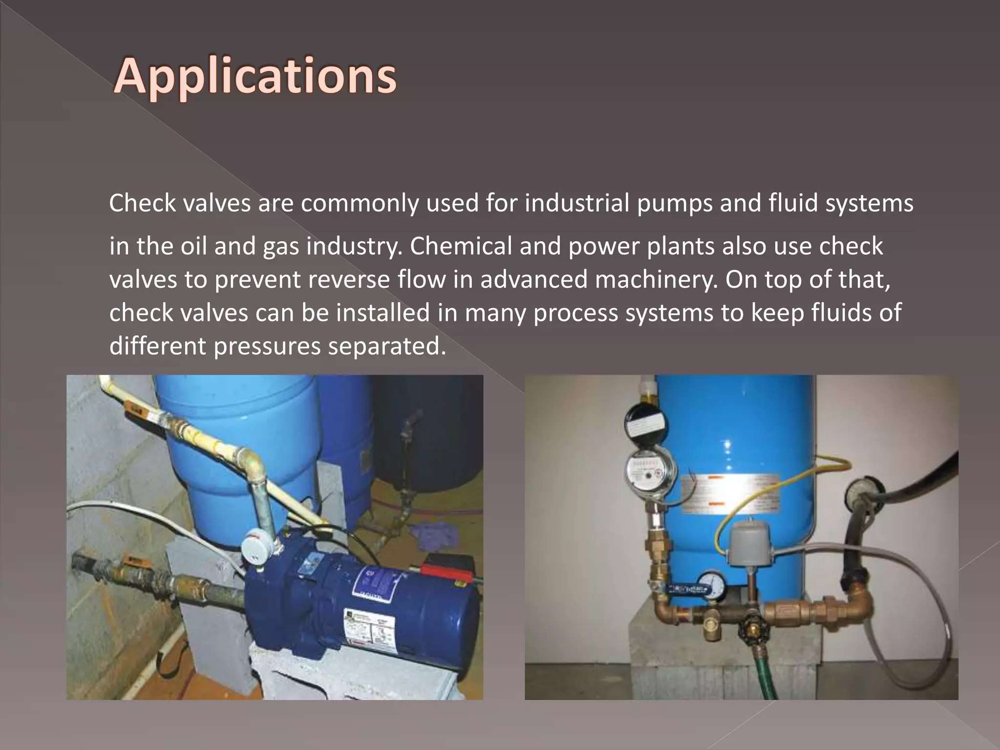 Applications
Check valves are commonly used for industrial pumps and fluid systems
in the oil and gas industry. Chemical and power plants also use check
valves to prevent reverse flow in advanced machinery. On top of that,
check valves can be installed in many process systems to keep fluids of
different pressures separated.